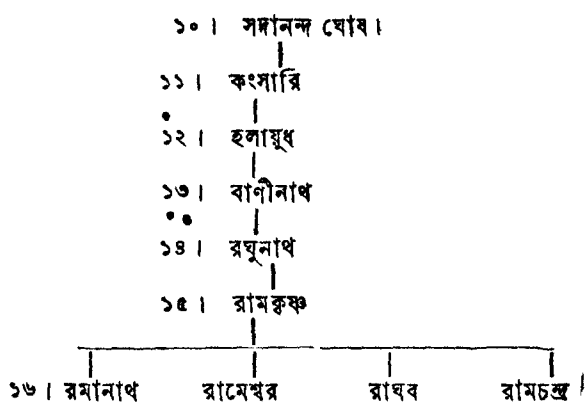 ১০। সদানন্দ ঘোষ।
১১। কংসারি
১২। হলায়ুধ
১৩। বাণীনাথ
১৪। রঘুনাথ
১৫। রামকৃষ্ণ
১৬। রমানাথ রামেশ্বর রাঘব রামচন্দ্র।